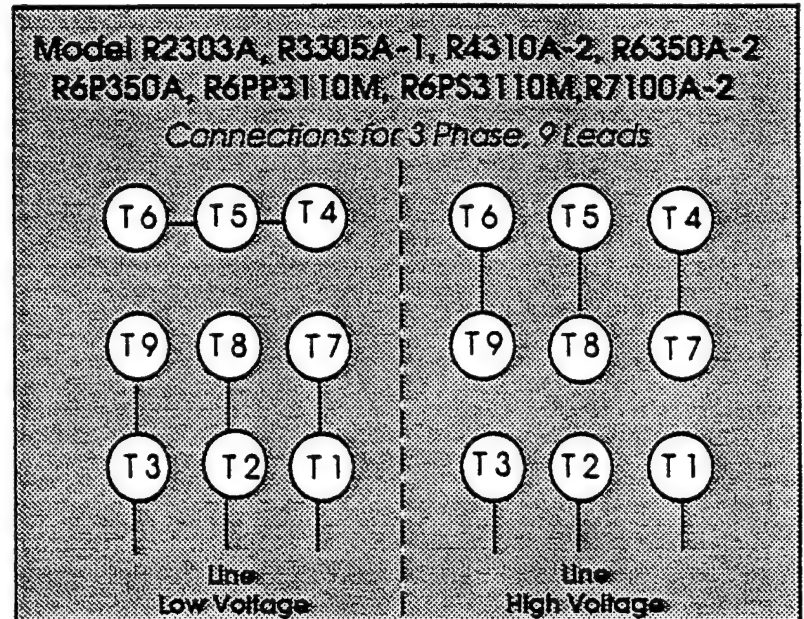 Model R2303A, R3305A-1, R4310A-2, R6350A-2
R6P350A, R6PP3110M, R6PS3110M,R7100A-2
Connections for 3 Phase, 9 Leads
T6 T5 T4
T9 T8 T7
T3 T2 T1
Line
Low Voltage
T6 T5 T4
T9 T8 T7
T3 T2 T1
Line
High Voltage